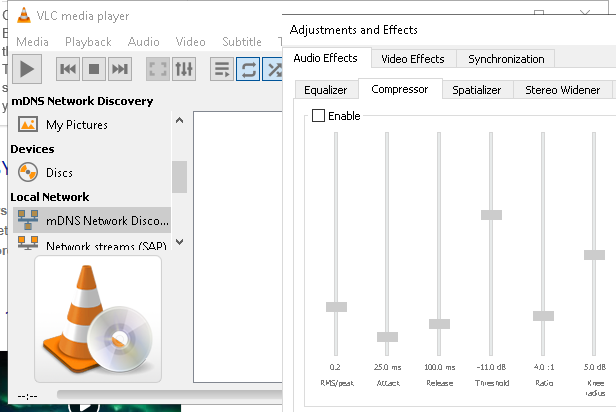 VLC media player
Media Playback Audio Video Subtitle
mDNS Network Discovery
My Pictures
Devices
Discs
Local Network
mDNS Network Disco...
Network streams (SAP)
--:--
Adjustments and Effects
Audio Effects Video Effects Synchronization
Equalizer Compressor Spatializer Stereo Widener
Enable
0.2 25.0 ms 100.0 ms -11.0 dB 4.0 :1 5.0 dB
RMS/peak Attack Release Threshold Ratio Knee
radius